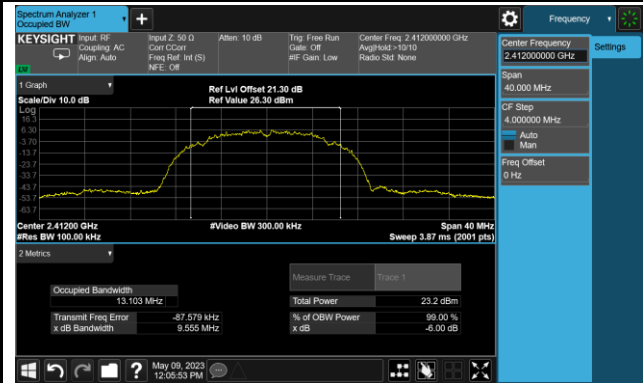 Spectrum Analyzer 1
Occupied BW
Frequency
KEYSIGHT
Input: RF
Coupling: AC
Align: Auto
Input Z: 50 Ω
Corr CCorr
Freq Ref: Int (S)
NFE: Off
Atten: 10 dB
Trig: Free Run
Gate: Off
#IF Gain: Low
Center Freq: 2.412000000 GHz
Avg|Hold:>10/10
Radio Std: None
Center Frequency
2.412000000 GHz
Settings
Span
40.000 MHz
CF Step
4.000000 MHz
Auto
Man
Freq Offset
0 Hz
1 Graph
Scale/Div 10.0 dB
Ref Lvl Offset 21.30 dB
Ref Value 26.30 dBm
Log
16.3
6.30
-3.70
-13.7
-23.7
-33.7
-43.7
-53.7
-63.7
Center 2.41200 GHz
#Res BW 100.00 kHz
#Video BW 300.00 kHz
Span 40 MHz
Sweep 3.87 ms (2001 pts)
2 Metrics
Measure Trace
Trace 1
Occupied Bandwidth
13.103 MHz
Total Power
23.2 dBm
Transmit Freq Error
-87.579 kHz
% of OBW Power
99.00 %
x dB Bandwidth
9.555 MHz
x dB
-6.00 dB
?
May 09, 2023
12:05:53 PM